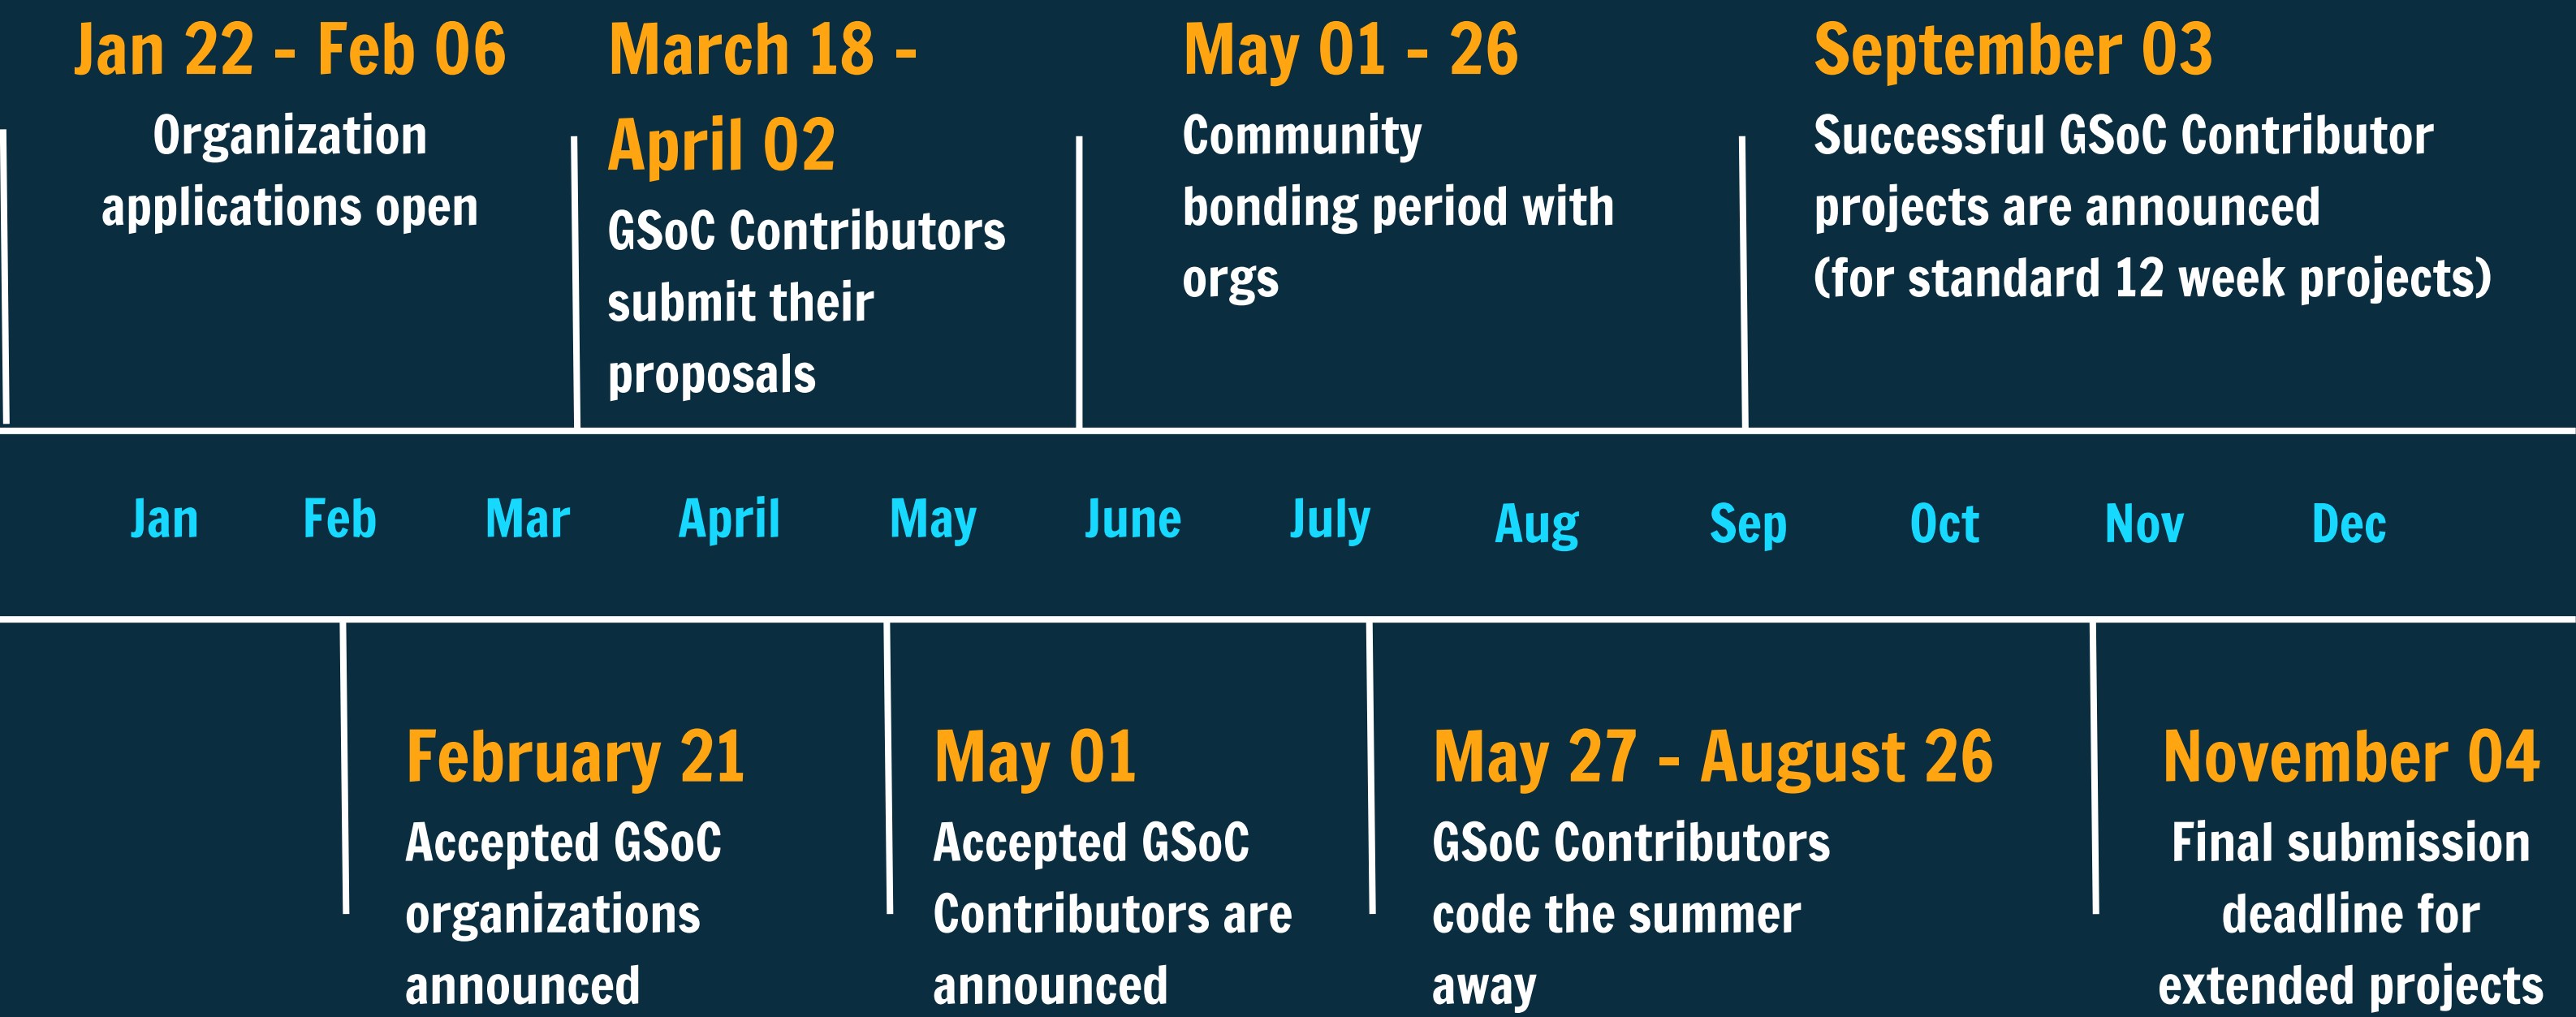 Jan 22 - Feb 06
Organization
applications open
March 18 -
April 02
GSoC Contributors
submit their
proposals
May 01 - 26
Community
bonding period with
orgs
September 03
Successful GSoC Contributor
projects are announced
(for standard 12 week projects)
Jan Feb Mar April May June July Aug Sep Oct Nov Dec
February 21
Accepted GSoC
organizations
announced
May 01
Accepted GSoC
Contributors are
announced
May 27 - August 26
GSoC Contributors
code the summer
away
November 04
Final submission
deadline for
extended projects